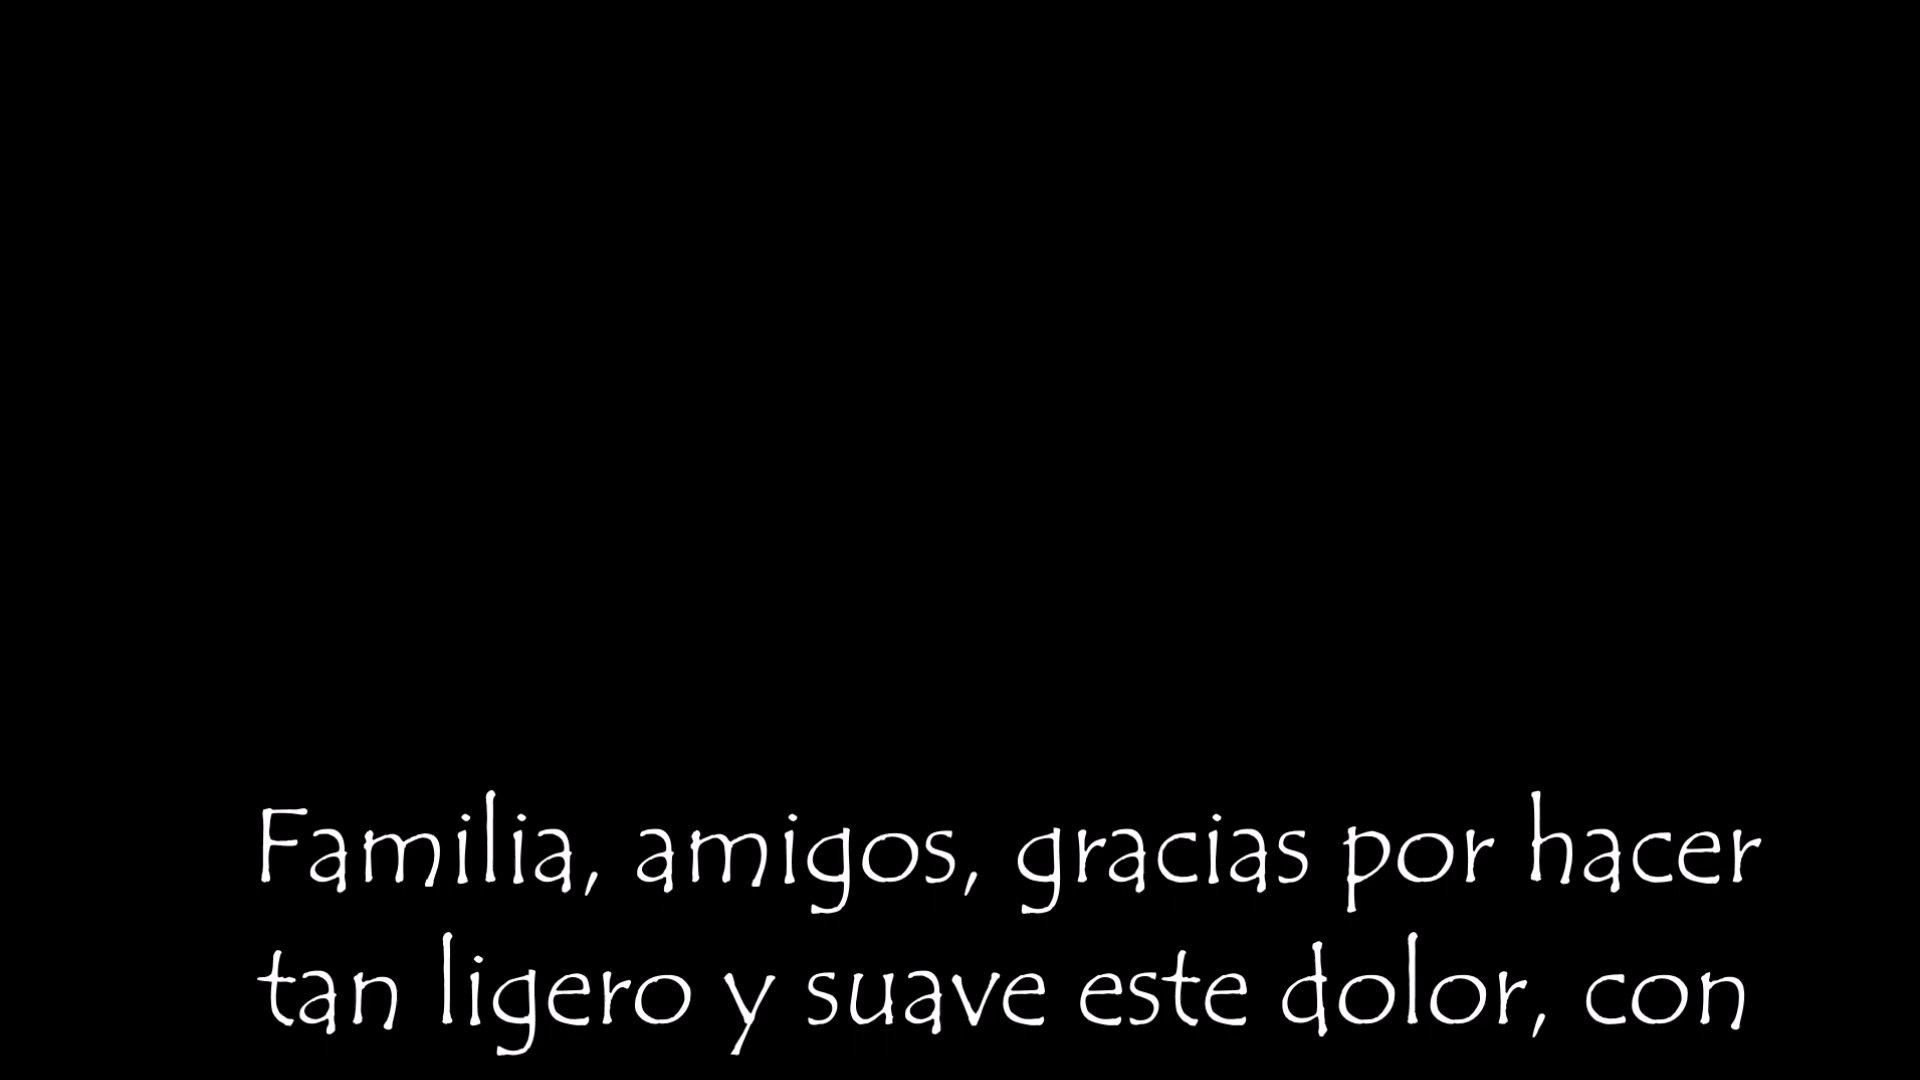 Familia, amigos, gracias por hacer
tan ligero y suave este dolor, con